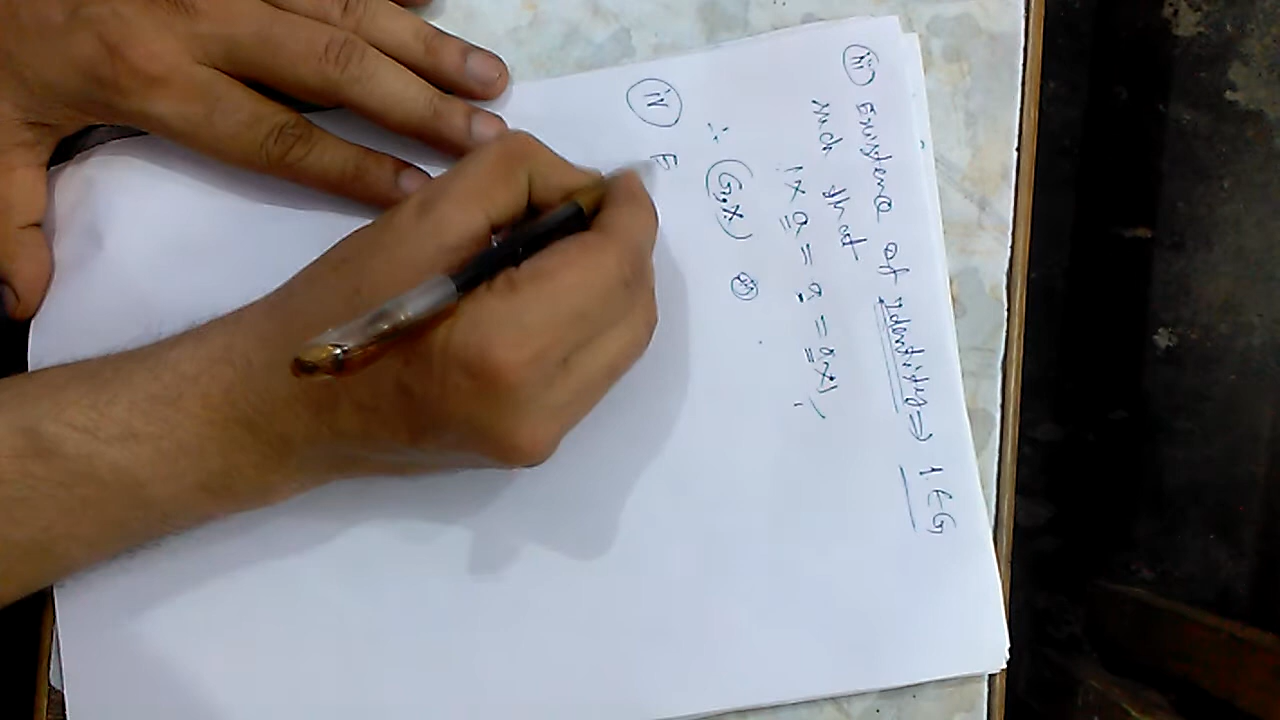 (iii) Existence of Identity ⇒ 1 ∈ G
such that
1 × a = a = a × 1,
∴ (G, ×)
(iv) E